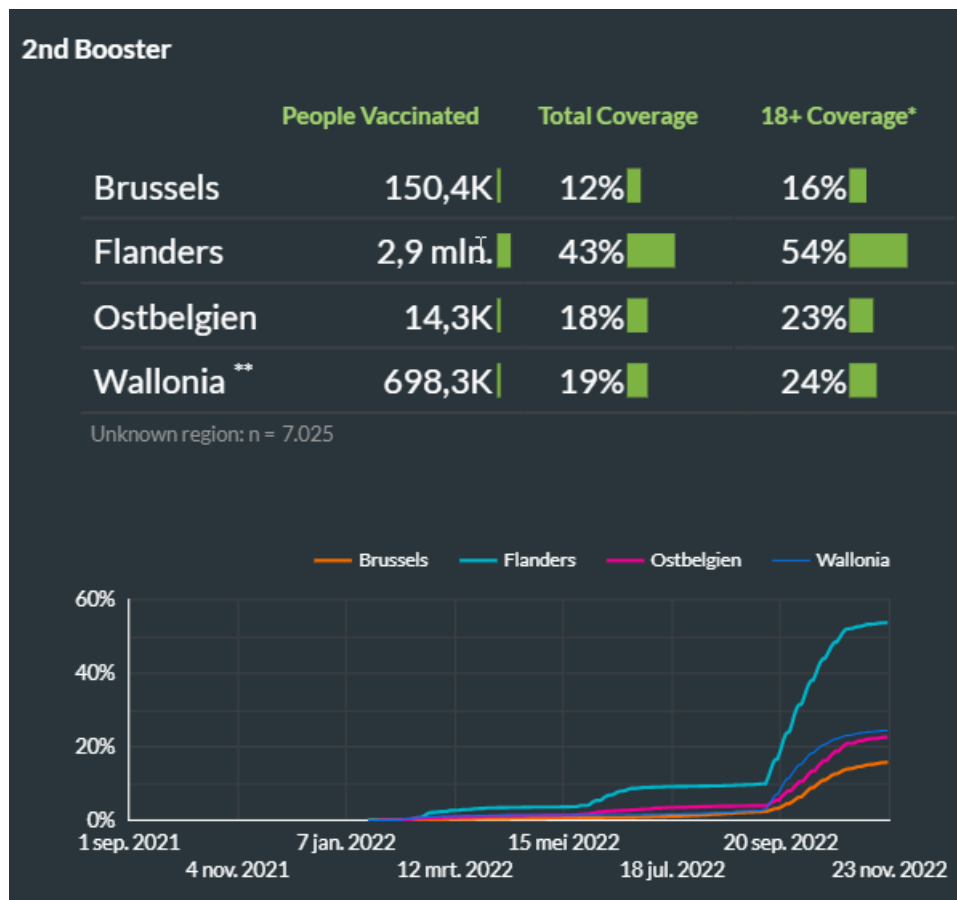 2nd Booster
People Vaccinated Total Coverage 18+ Coverage*
Brussels 150,4K 12% 16%
Flanders 2,9 mln. 43% 54%
Ostbelgien 14,3K 18% 23%
Wallonia ** 698,3K 19% 24%
Unknown region: n = 7.025
Brussels Flanders Ostbelgien Wallonia
60%
40%
20%
0%
1 sep. 2021 7 jan. 2022 15 mei 2022 20 sep. 2022
4 nov. 2021 12 mrt. 2022 18 jul. 2022 23 nov. 2022